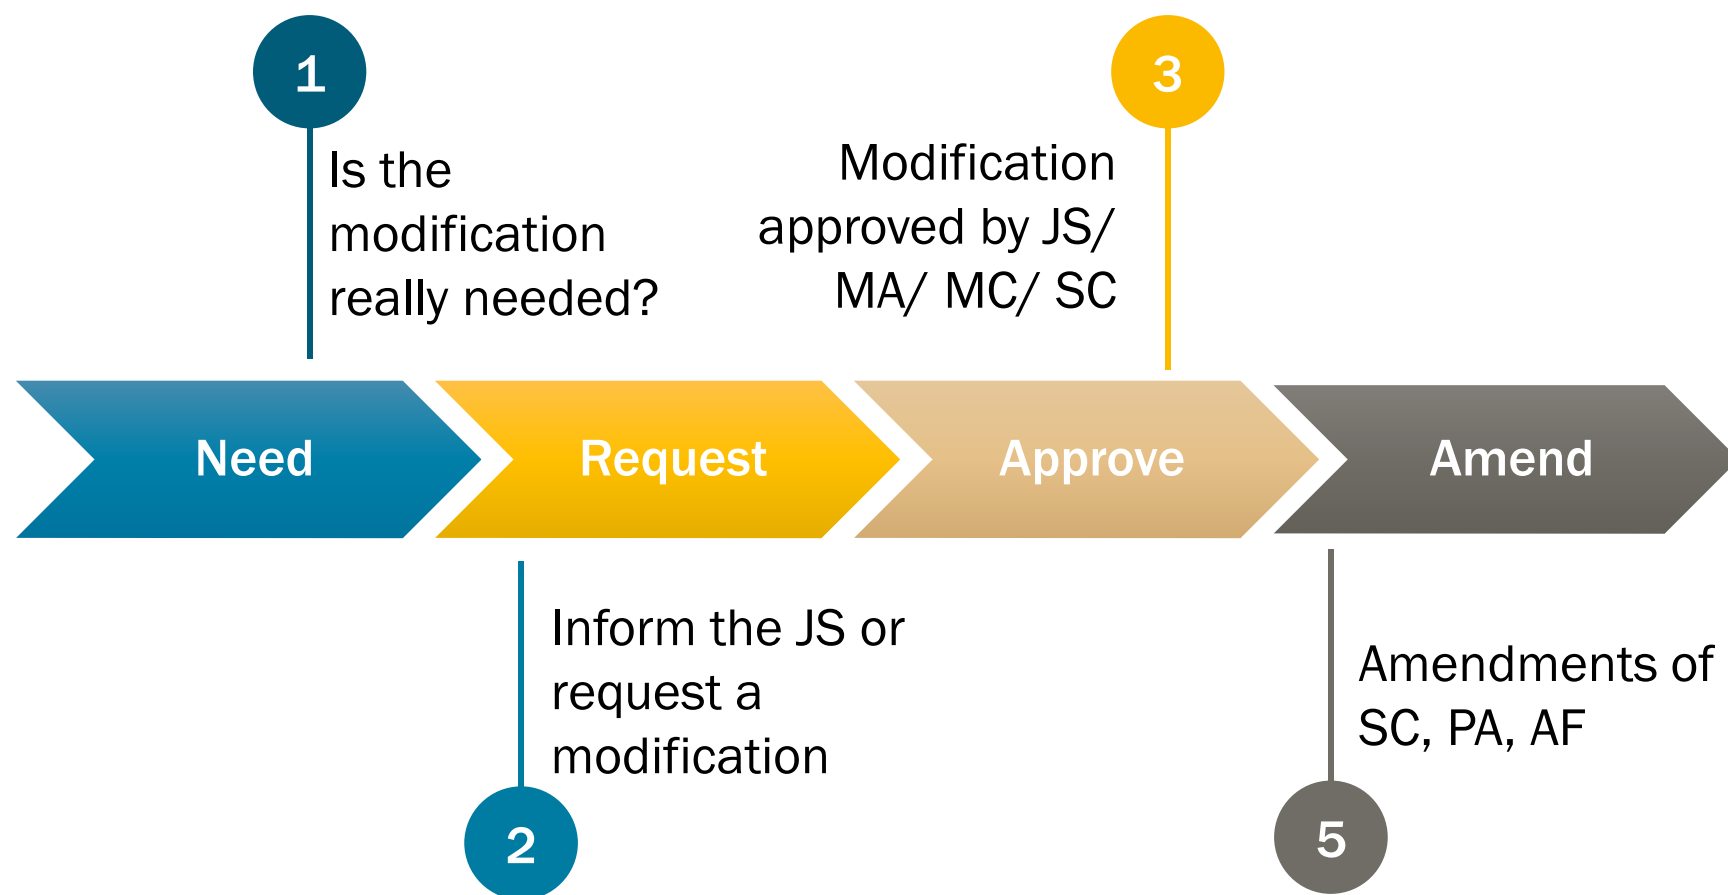 1
Is the
modification
really needed?
3
Modification
approved by JS/
MA/ MC/ SC
Need
Request
Approve
Amend
Inform the JS or
request a
modification
2
Amendments of
SC, PA, AF
5